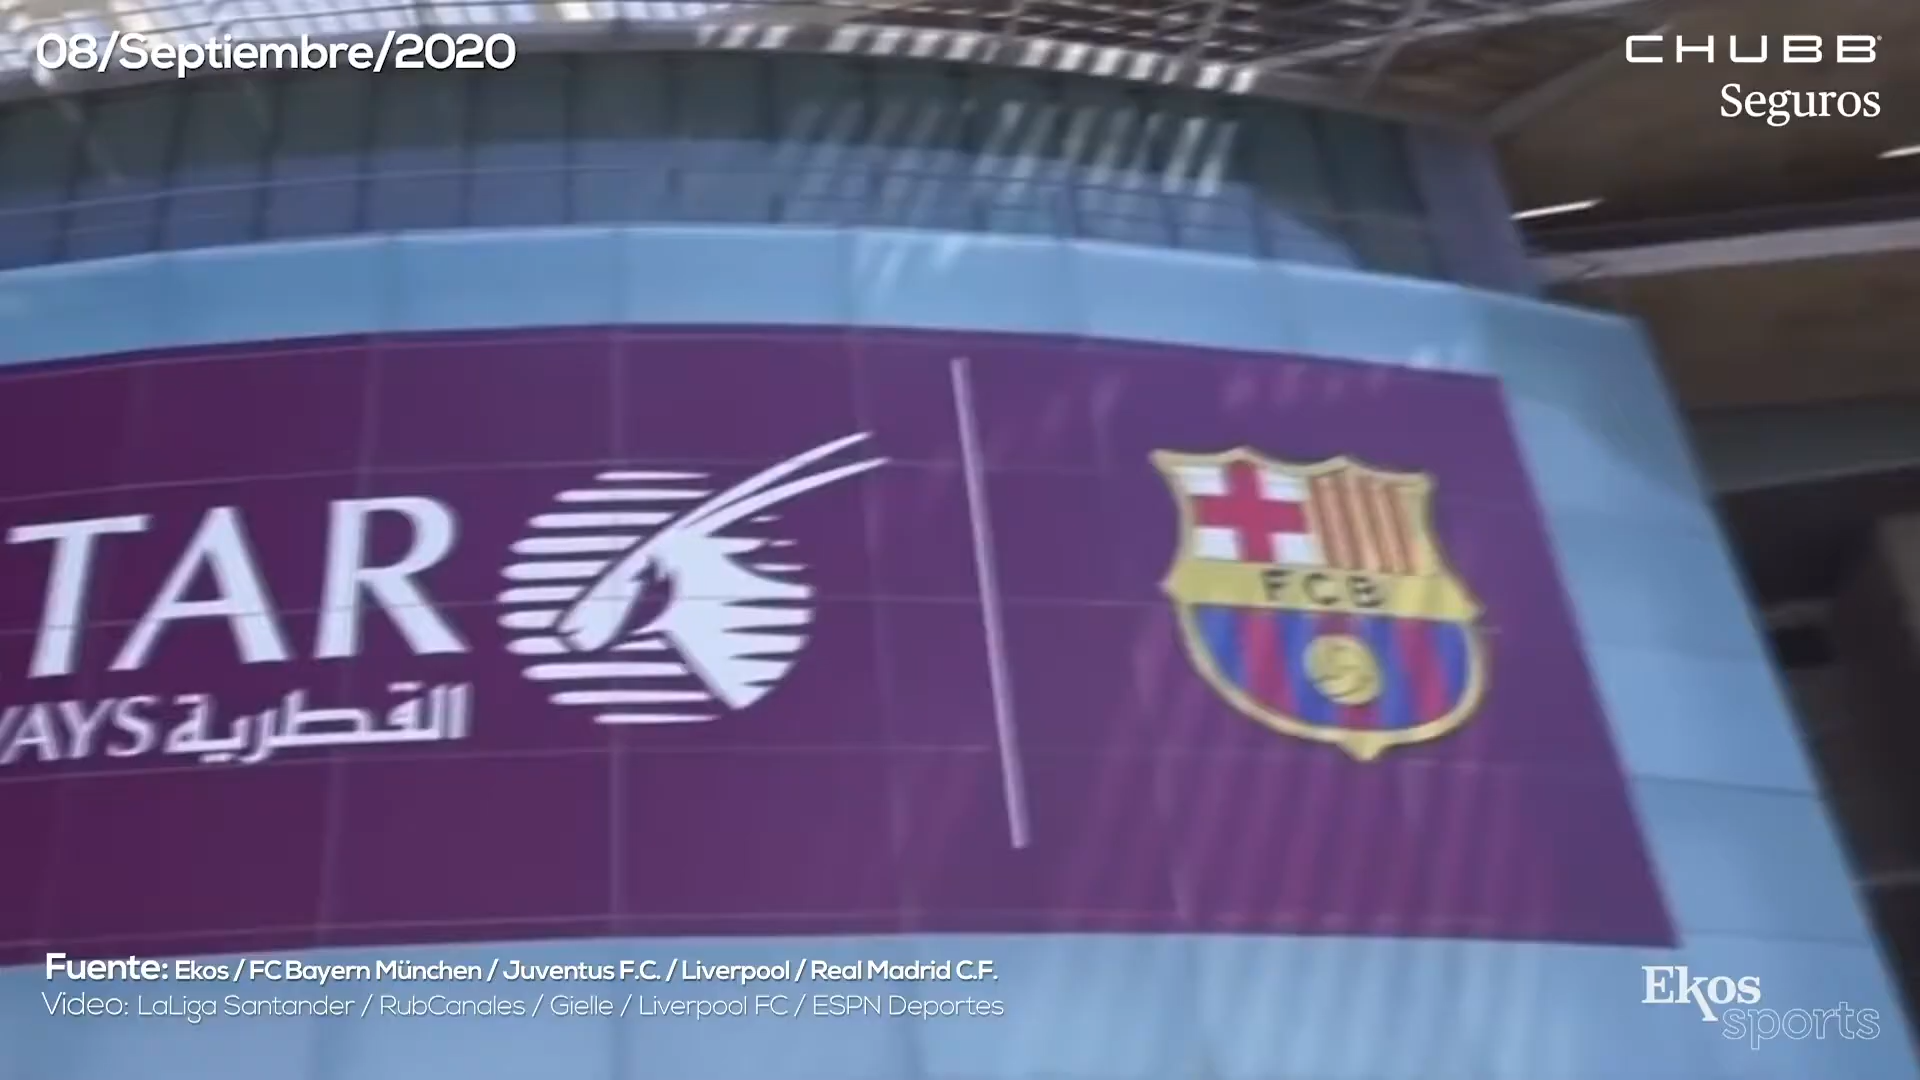 08/Septiembre/2020
CHUBB
Seguros
TAR
WAYS القطرية
FCB
Fuente: Ekos / FC Bayern München / Juventus F.C. / Liverpool / Real Madrid C.F.
Video: LaLiga Santander / RubCanales / Gielle / Liverpool FC / ESPN Deportes
Ekos
sports